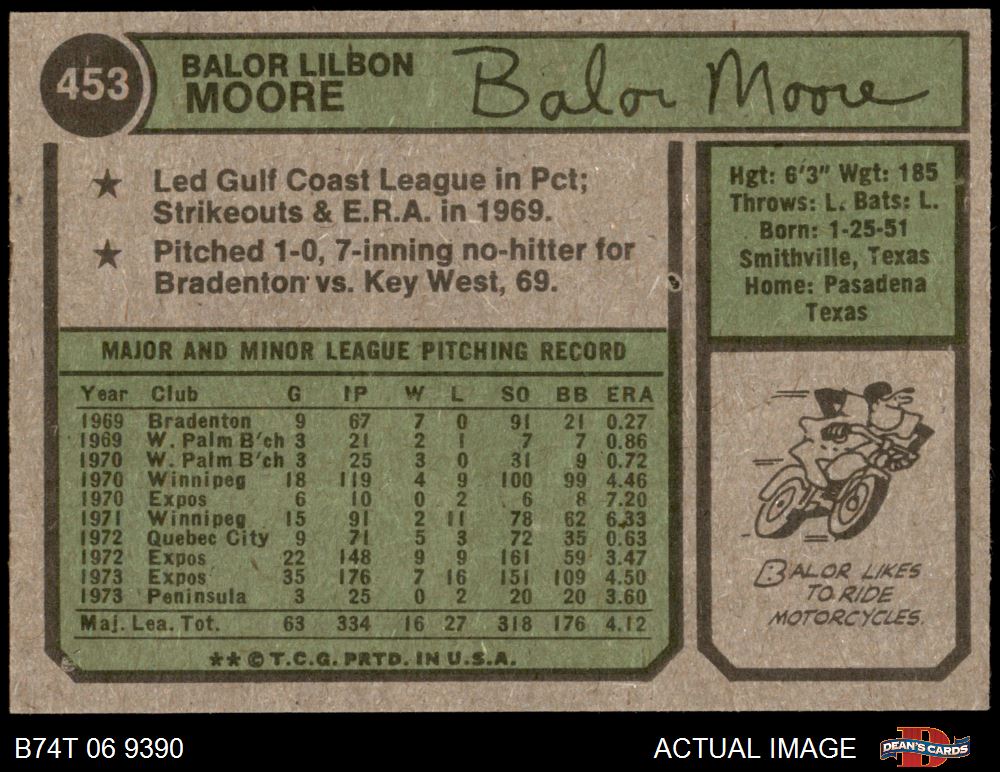 453
BALOR LILBON
MOORE
Balor Moore
★ Led Gulf Coast League in Pct;
Strikeouts & E.R.A. in 1969.
★ Pitched 1-0, 7-inning no-hitter for
Bradenton vs. Key West, 69.
Hgt: 6'3" Wgt: 185
Throws: L. Bats: L.
Born: 1-25-51
Smithville, Texas
Home: Pasadena
Texas
MAJOR AND MINOR LEAGUE PITCHING RECORD
Year Club G IP W L SO BB ERA
1969 Bradenton 9 67 7 0 91 21 0.27
1969 W. Palm B'ch 3 21 2 1 7 7 0.86
1970 W. Palm B'ch 3 25 3 0 31 9 0.72
1970 Winnipeg 18 119 4 9 100 99 4.46
1970 Expos 6 10 0 2 6 8 7.20
1971 Winnipeg 15 91 2 11 78 62 6.33
1972 Quebec City 9 71 5 3 72 35 0.63
1972 Expos 22 148 9 9 161 59 3.47
1973 Expos 35 176 7 16 151 109 4.50
1973 Peninsula 3 25 0 2 20 20 3.60
Maj. Lea. Tot. 63 334 16 27 318 176 4.12
** © T.C.G. PRTD. IN U.S.A.
BALOR LIKES
TO RIDE
MOTORCYCLES.
B74T 06 9390
ACTUAL IMAGE
DEAN'S CARDS